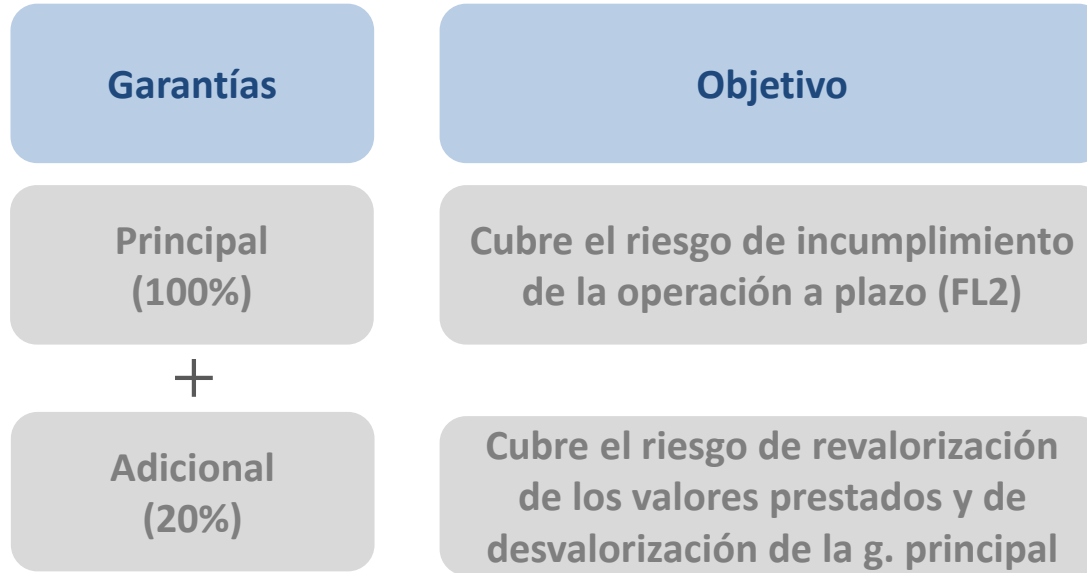 Garantías
Objetivo
Principal
(100%)
Cubre el riesgo de incumplimiento
de la operación a plazo (FL2)
+
Adicional
(20%)
Cubre el riesgo de revalorización
de los valores prestados y de
desvalorización de la g. principal